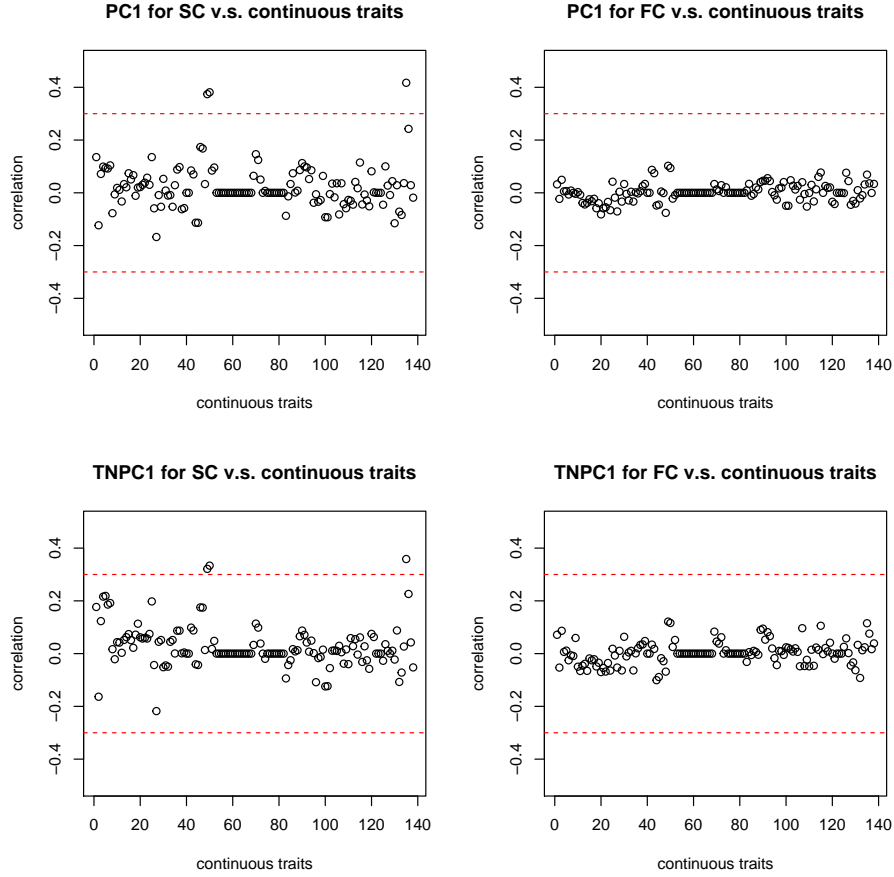 PC1 for SC v.s. continuous traits
correlation
0.4
0.2
0.0
−0.2
−0.4
0 20 40 60 80 100 120 140
continuous traits
PC1 for FC v.s. continuous traits
correlation
0.4
0.2
0.0
−0.2
−0.4
0 20 40 60 80 100 120 140
continuous traits
TNPC1 for SC v.s. continuous traits
correlation
0.4
0.2
0.0
−0.2
−0.4
0 20 40 60 80 100 120 140
continuous traits
TNPC1 for FC v.s. continuous traits
correlation
0.4
0.2
0.0
−0.2
−0.4
0 20 40 60 80 100 120 140
continuous traits